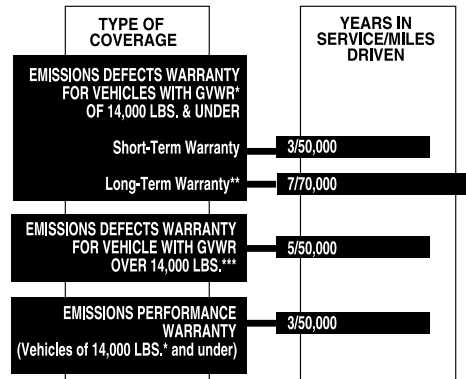 TYPE OF
COVERAGE
YEARS IN
SERVICE/MILES
DRIVEN
EMISSIONS DEFECTS WARRANTY
FOR VEHICLES WITH GVWR*
OF 14,000 LBS. & UNDER
Short-Term Warranty 3/50,000
Long-Term Warranty** 7/70,000
EMISSIONS DEFECTS WARRANTY
FOR VEHICLE WITH GVWR
OVER 14,000 LBS.*** 5/50,000
EMISSIONS PERFORMANCE
WARRANTY 3/50,000
(Vehicles of 14,000 LBS.* and under)